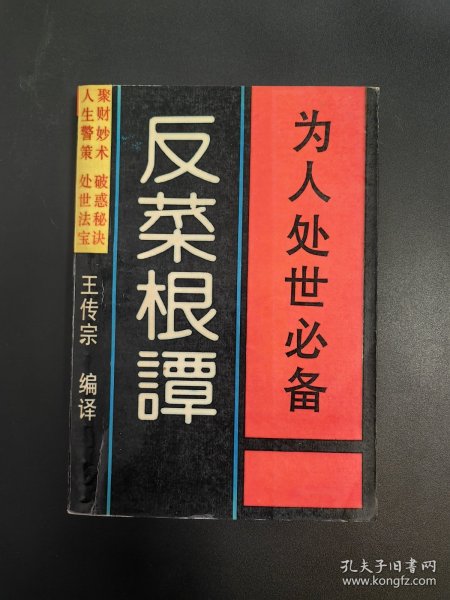 为人处世必备
反菜根譚
聚财妙术 破惑秘诀
人生警策 处世法宝
王传宗 编译
孔夫子旧书网
www.kongfz.com